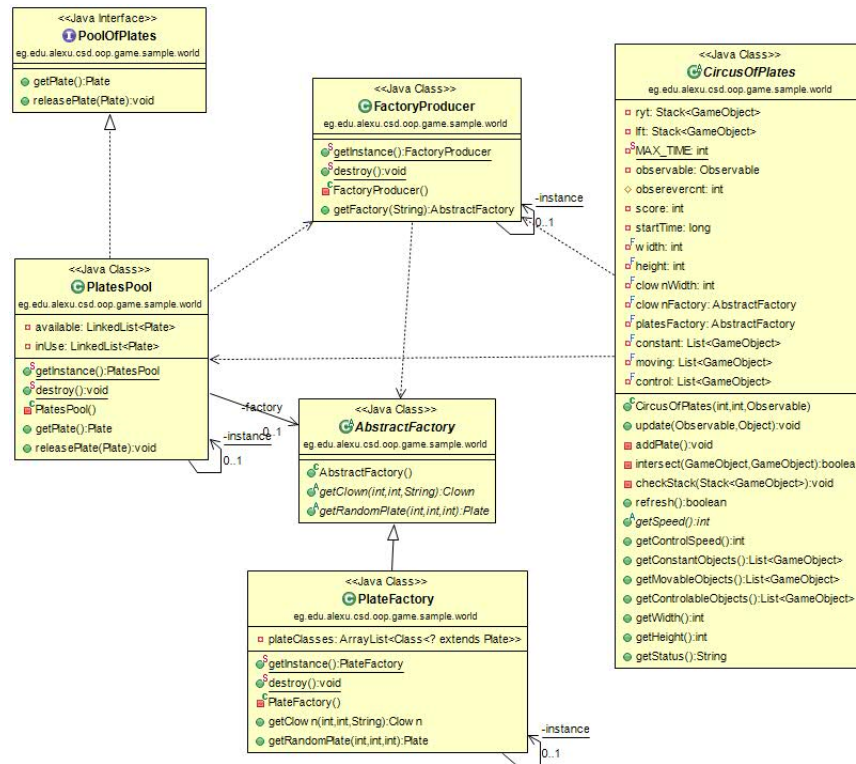 <<Java Interface>>
PoolOfPlates
eg.edu.alexu.csd.oop.game.sample.world
getPlate():Plate
releasePlate(Plate):void
<<Java Class>>
FactoryProducer
eg.edu.alexu.csd.oop.game.sample.world
getInstance():FactoryProducer
destroy():void
FactoryProducer()
getFactory(String):AbstractFactory
-instance
0..1
<<Java Class>>
CircusOfPlates
eg.edu.alexu.csd.oop.game.sample.world
ryt: Stack<GameObject>
lft: Stack<GameObject>
MAX_TIME: int
observable: Observable
obserevercnt: int
score: int
startTime: long
width: int
height: int
clownWidth: int
clownFactory: AbstractFactory
platesFactory: AbstractFactory
constant: List<GameObject>
moving: List<GameObject>
control: List<GameObject>
CircusOfPlates(int,int,Observable)
update(Observable,Object):void
addPlate():void
intersect(GameObject,GameObject):boolea
checkStack(Stack<GameObject>):void
refresh():boolean
getSpeed():int
getControlSpeed():int
getConstantObjects():List<GameObject>
getMovableObjects():List<GameObject>
getControlableObjects():List<GameObject>
getWidth():int
getHeight():int
getStatus():String
<<Java Class>>
PlatesPool
eg.edu.alexu.csd.oop.game.sample.world
available: LinkedList<Plate>
inUse: LinkedList<Plate>
getInstance():PlatesPool
destroy():void
PlatesPool()
getPlate():Plate
releasePlate(Plate):void
-factory
0..1
-instance
0..1
<<Java Class>>
AbstractFactory
eg.edu.alexu.csd.oop.game.sample.world
AbstractFactory()
getClown(int,int,String):Clown
getRandomPlate(int,int,int):Plate
<<Java Class>>
PlateFactory
eg.edu.alexu.csd.oop.game.sample.world
plateClasses: ArrayList<Class<? extends Plate>>
getInstance():PlateFactory
destroy():void
PlateFactory()
getClown(int,int,String):Clown
getRandomPlate(int,int,int):Plate
-instance
0..1